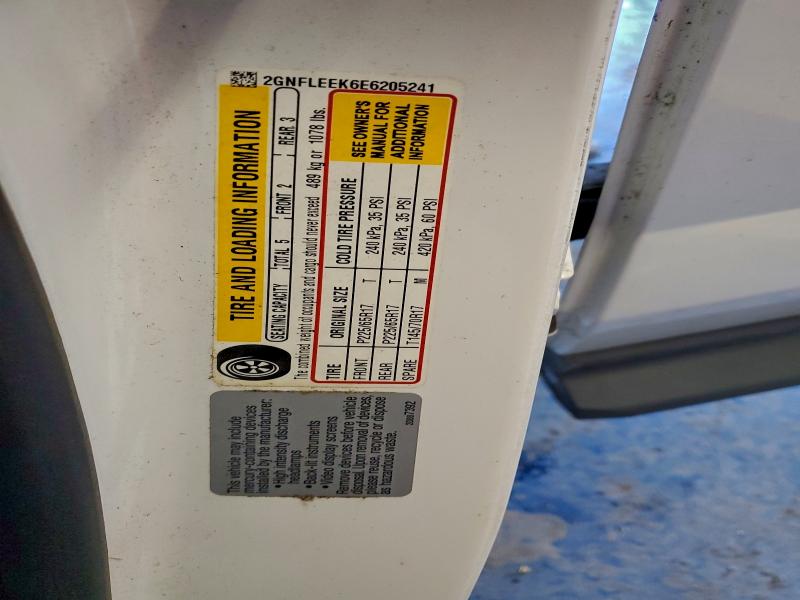 2GNFLEEK6E6205241
TIRE AND LOADING INFORMATION
SEATING CAPACITY TOTAL 5 FRONT 2 REAR 3
The combined weight of occupants and cargo should never exceed 489 kg or 1078 lbs.
TIRE ORIGINAL SIZE COLD TIRE PRESSURE
FRONT P225/65R17 T 240 kPa, 35 PSI
REAR P225/65R17 T 240 kPa, 35 PSI
SPARE T145/70R17 M 420 kPa, 60 PSI
SEE OWNER'S
MANUAL FOR
ADDITIONAL
INFORMATION
This vehicle may include
mercury-containing devices
installed by the manufacturer:
• High intensity discharge
headlamps
• Back-lit instruments
• Video display screens
Remove devices before vehicle
disposal. Upon removal of devices,
please reuse, recycle or dispose
as hazardous waste.